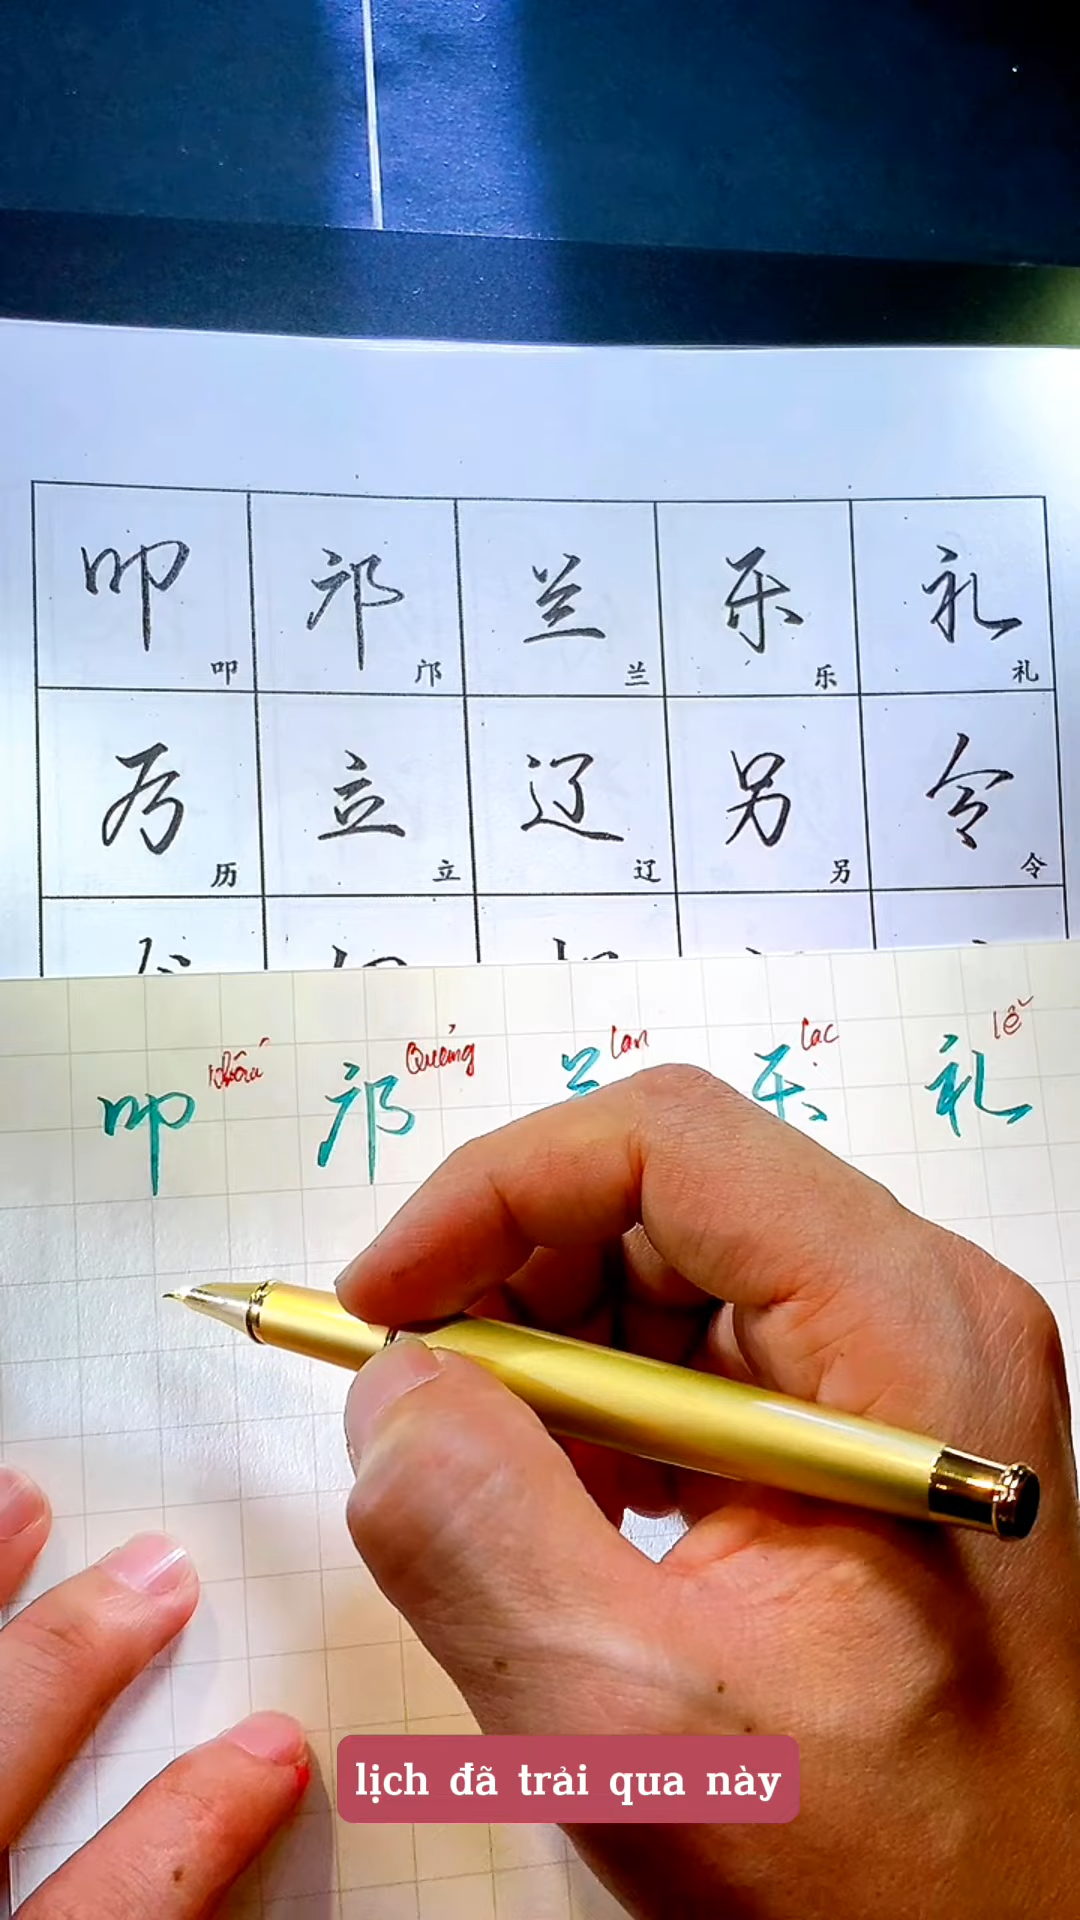 叩 邝 兰 乐 礼
叩 邝 兰 乐 礼
历 立 辽 另 令
历 立 辽 另 令
Quảng lan lạc lễ
叩 邝 兰 乐 礼
lịch đã trải qua này